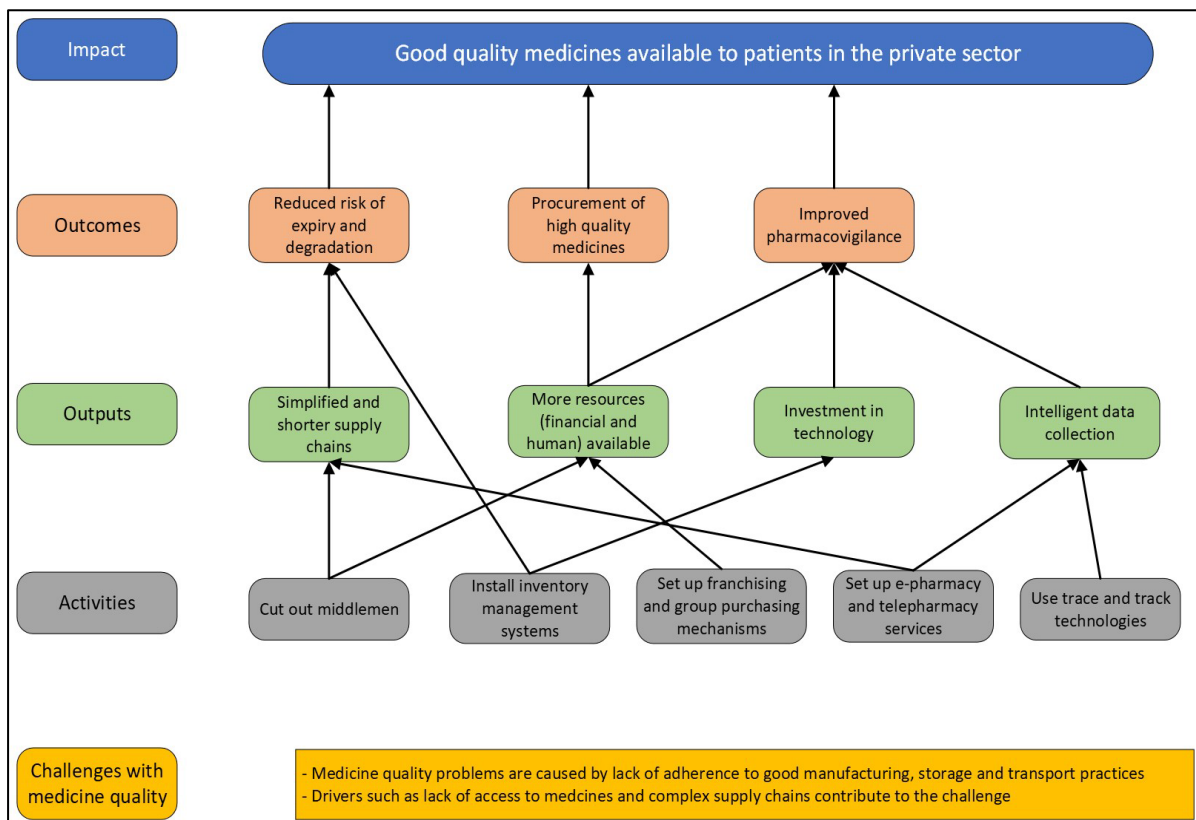 Impact
Good quality medicines available to patients in the private sector
Outcomes
Reduced risk of
expiry and
degradation
Procurement of
high quality
medicines
Improved
pharmacovigilance
Outputs
Simplified and
shorter supply
chains
More resources
(financial and
human) available
Investment in
technology
Intelligent data
collection
Activities
Cut out middlemen
Install inventory
management
systems
Set up franchising
and group purchasing
mechanisms
Set up e-pharmacy
and telepharmacy
services
Use trace and track
technologies
Challenges with
medicine quality
- Medicine quality problems are caused by lack of adherence to good manufacturing, storage and transport practices
- Drivers such as lack of access to medcines and complex supply chains contribute to the challenge